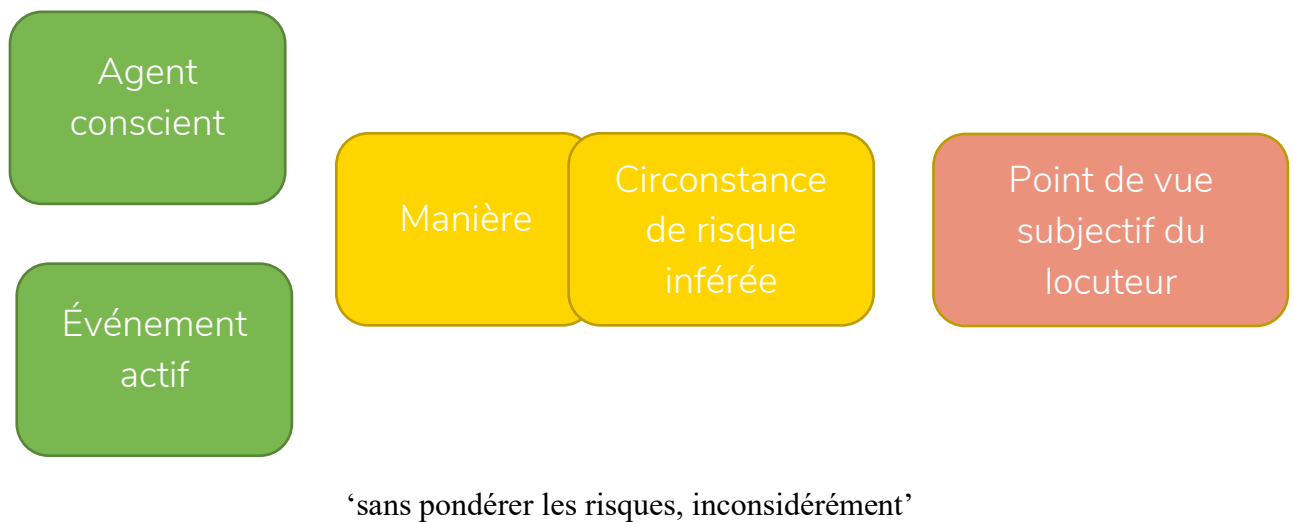 Agent
conscient
Événement
actif
Manière
Circonstance
de risque
inférée
Point de vue
subjectif du
locuteur
‘sans pondérer les risques, inconsidérément’